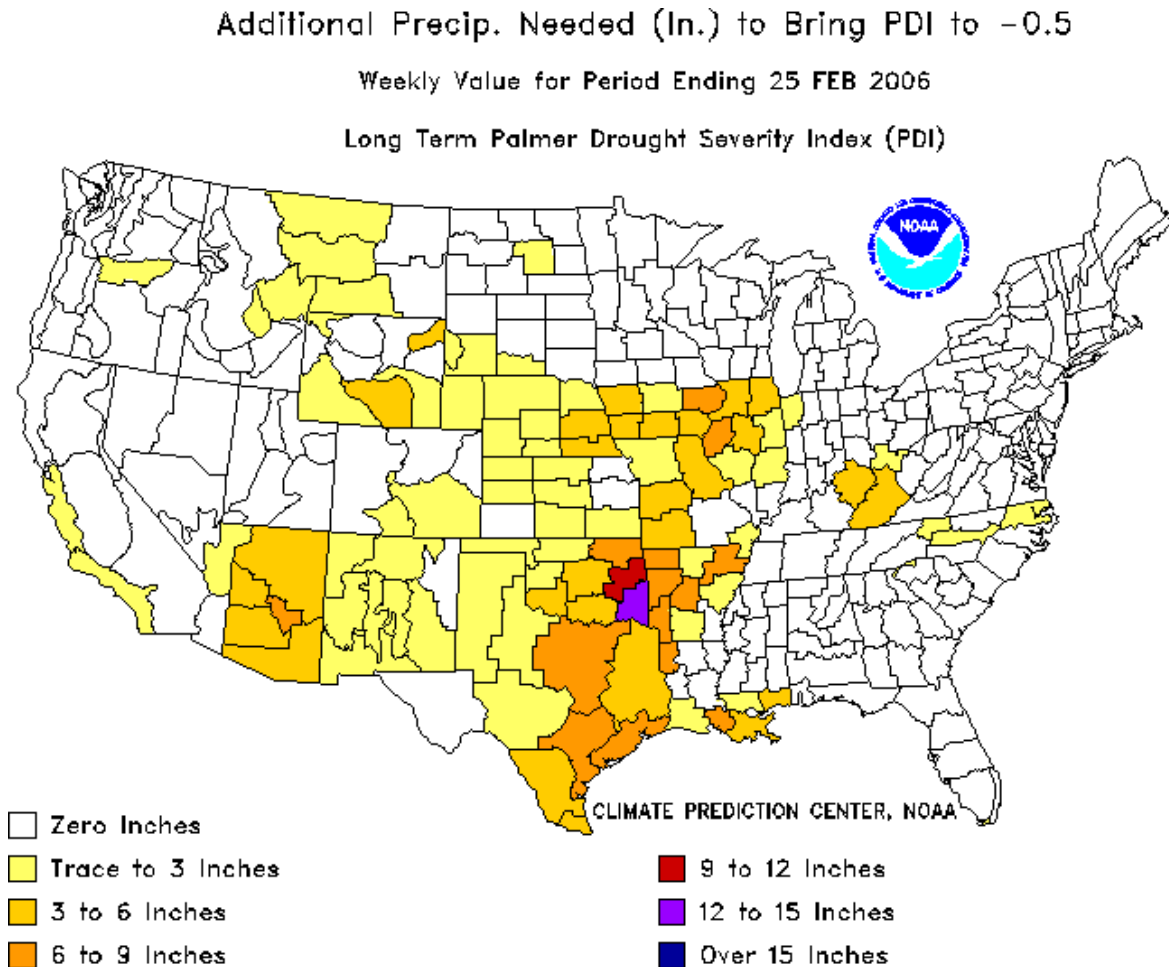 Additional Precip. Needed (In.) to Bring PDI to -0.5
Weekly Value for Period Ending 25 FEB 2006
Long Term Palmer Drought Severity Index (PDI)
NOAA
CLIMATE PREDICTION CENTER, NOAA
Zero Inches
Trace to 3 Inches
3 to 6 Inches
6 to 9 Inches
9 to 12 Inches
12 to 15 Inches
Over 15 Inches